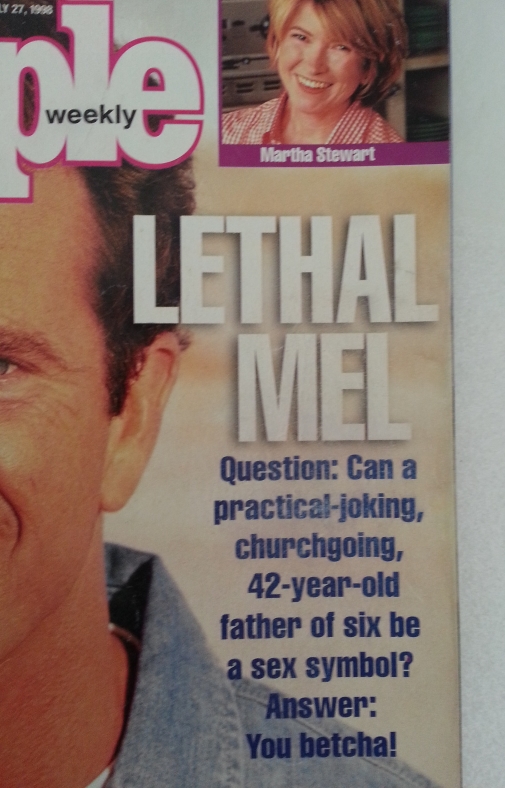 LY 27, 1998
ple
weekly
Martha Stewart
LETHAL
MEL
Question: Can a
practical-joking,
churchgoing,
42-year-old
father of six be
a sex symbol?
Answer:
You betcha!